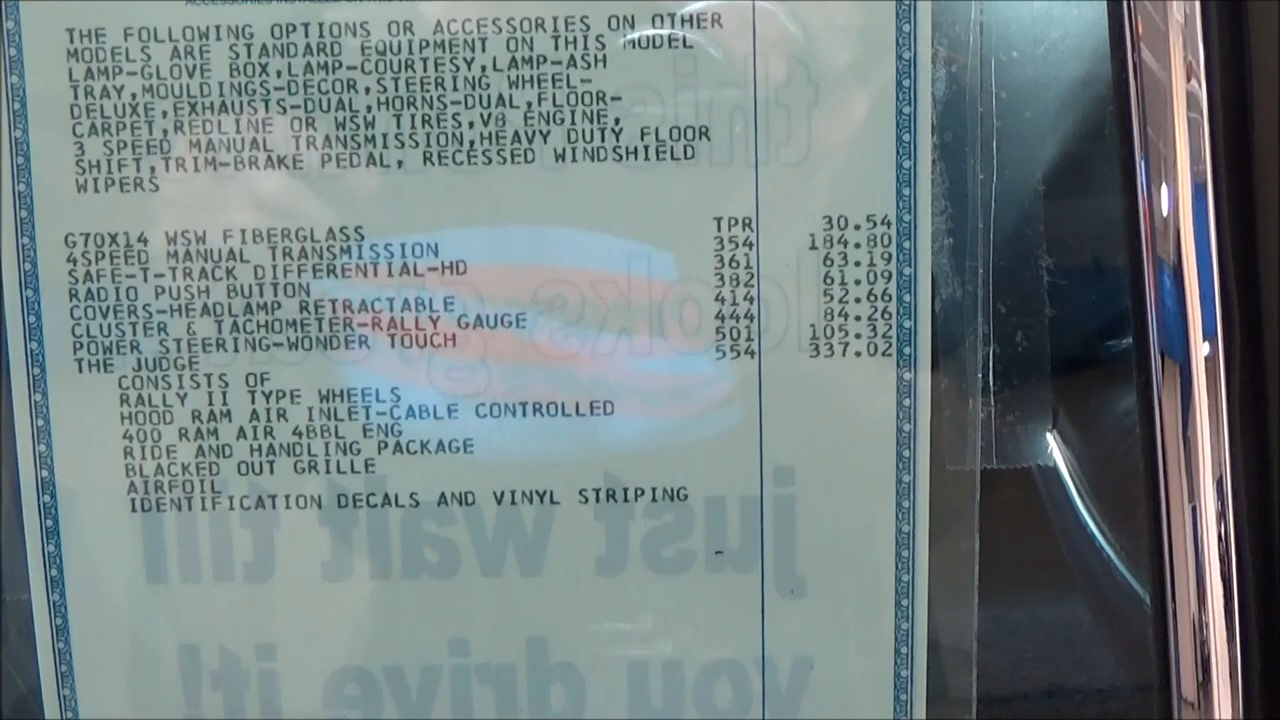 ACCESSORIES INSTALLED ON
THE FOLLOWING OPTIONS OR ACCESSORIES ON OTHER
MODELS ARE STANDARD EQUIPMENT ON THIS MODEL
LAMP-GLOVE BOX,LAMP-COURTESY,LAMP-ASH
TRAY,MOULDINGS-DECOR,STEERING WHEEL-
DELUXE,EXHAUSTS-DUAL,HORNS-DUAL,FLOOR-
CARPET,REDLINE OR WSW TIRES,V8 ENGINE,
3 SPEED MANUAL TRANSMISSION,HEAVY DUTY FLOOR
SHIFT,TRIM-BRAKE PEDAL, RECESSED WINDSHIELD
WIPERS
G70X14 WSW FIBERGLASS TPR 30.54
4SPEED MANUAL TRANSMISSION 354 184.80
SAFE-T-TRACK DIFFERENTIAL-HD 361 63.19
RADIO PUSH BUTTON 382 61.09
COVERS-HEADLAMP RETRACTABLE 414 52.66
CLUSTER & TACHOMETER-RALLY GAUGE 444 84.26
POWER STEERING-WONDER TOUCH 501 105.32
THE JUDGE 554 337.02
CONSISTS OF
RALLY II TYPE WHEELS
HOOD RAM AIR INLET-CABLE CONTROLLED
400 RAM AIR 4BBL ENG
RIDE AND HANDLING PACKAGE
BLACKED OUT GRILLE
AIRFOIL
IDENTIFICATION DECALS AND VINYL STRIPING
this
looks
just wait till
you drive it!